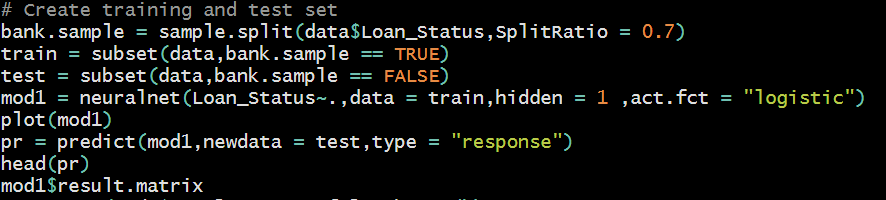 # Create training and test set
bank.sample = sample.split(data$Loan_Status,SplitRatio = 0.7)
train = subset(data,bank.sample == TRUE)
test = subset(data,bank.sample == FALSE)
mod1 = neuralnet(Loan_Status~.,data = train,hidden = 1 ,act.fct = "logistic")
plot(mod1)
pr = predict(mod1,newdata = test,type = "response")
head(pr)
mod1$result.matrix